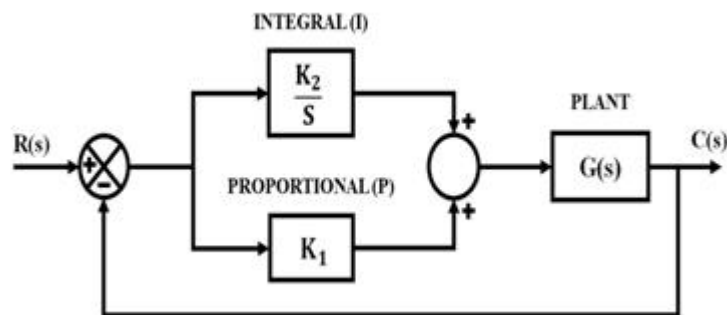 INTEGRAL (I)
K₂
S
PLANT
R(s)
C(s)
+
+
G(s)
-
PROPORTIONAL (P)
+
K₁